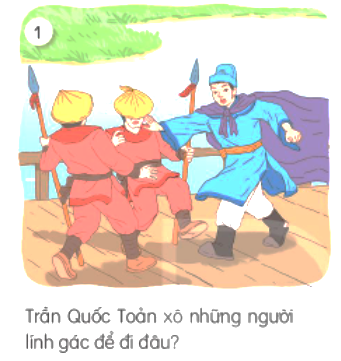 1
Trần Quốc Toản xô những người
lính gác để đi đâu?